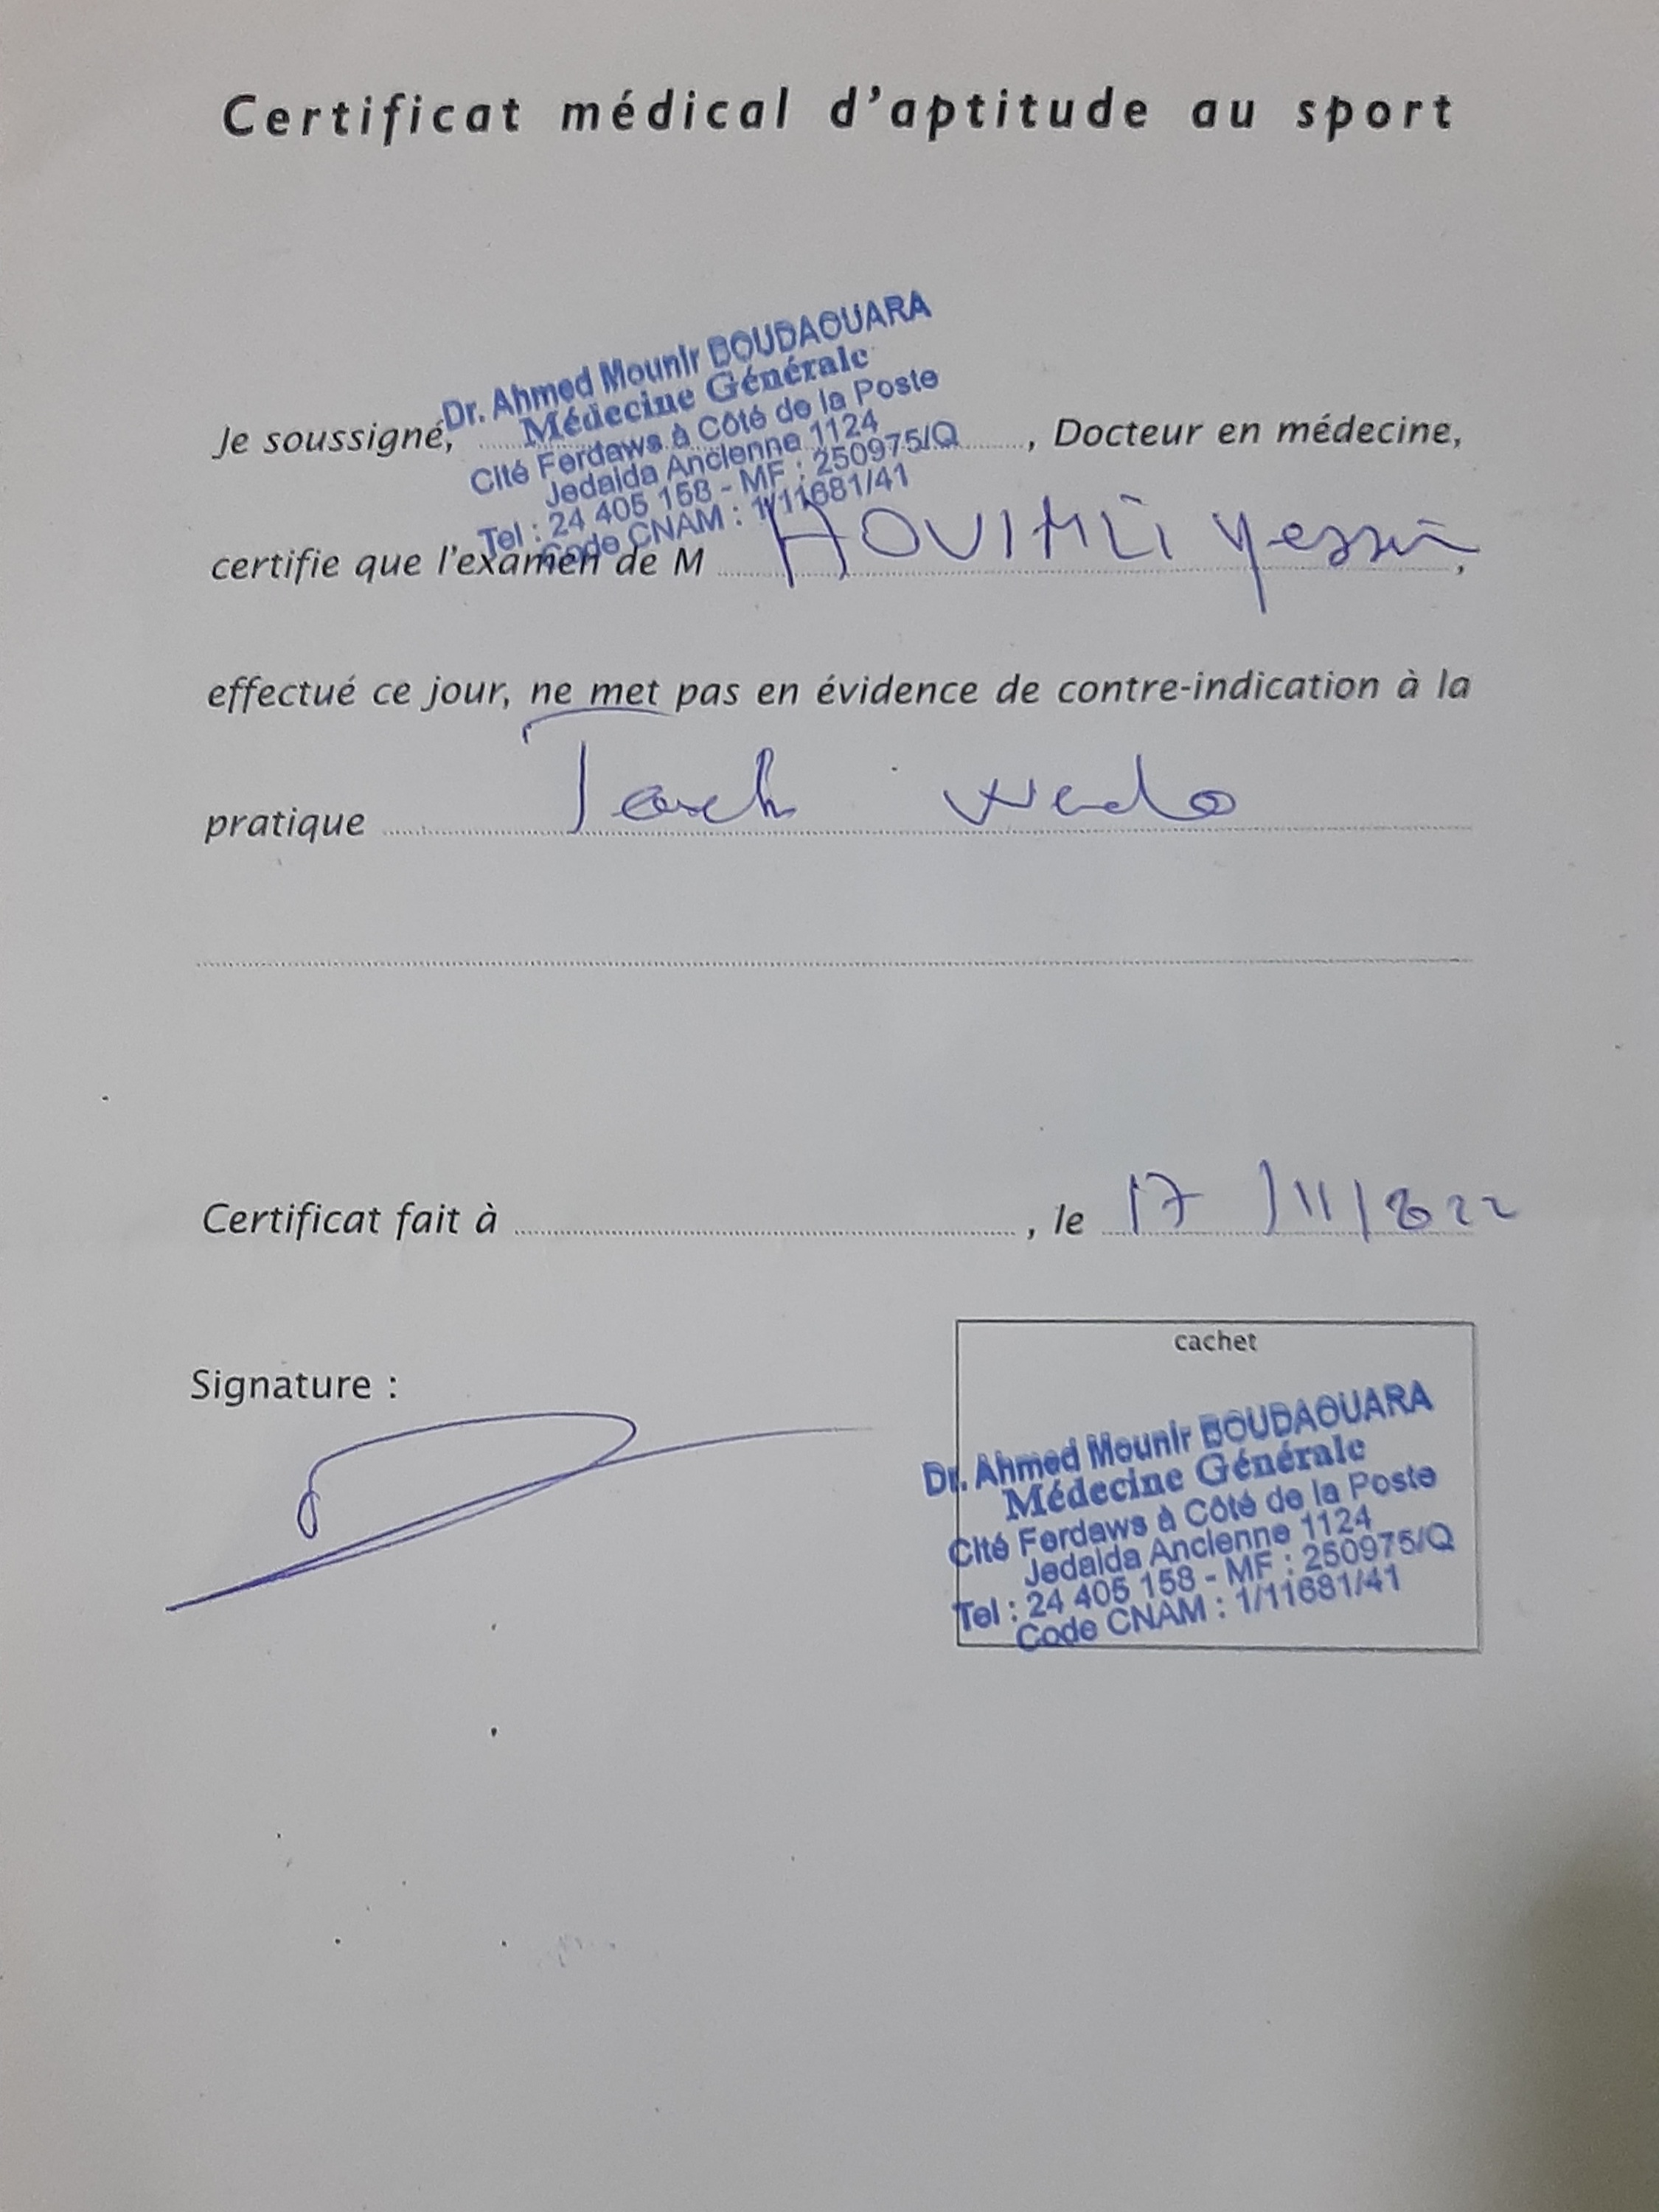 Certificat médical d'aptitude au sport
Dr. Ahmed Mounir BOUDAOUARA
Médecine Générale
Cité Ferdaws à Côté de la Poste
Jedaida Ancienne 1124
Tel : 24 405 158 - MF : 250975/Q
Code CNAM : 1/11681/41
Je soussigné, , Docteur en médecine,
certifie que l'examen de M HOUIMLI Yessin ,
effectué ce jour, ne met pas en évidence de contre-indication à la
pratique
Certificat fait à , le 17/11/2022
Signature :
cachet
Dr. Ahmed Mounir BOUDAOUARA
Médecine Générale
Cité Ferdaws à Côté de la Poste
Jedaida Ancienne 1124
Tel : 24 405 158 - MF : 250975/Q
Code CNAM : 1/11681/41